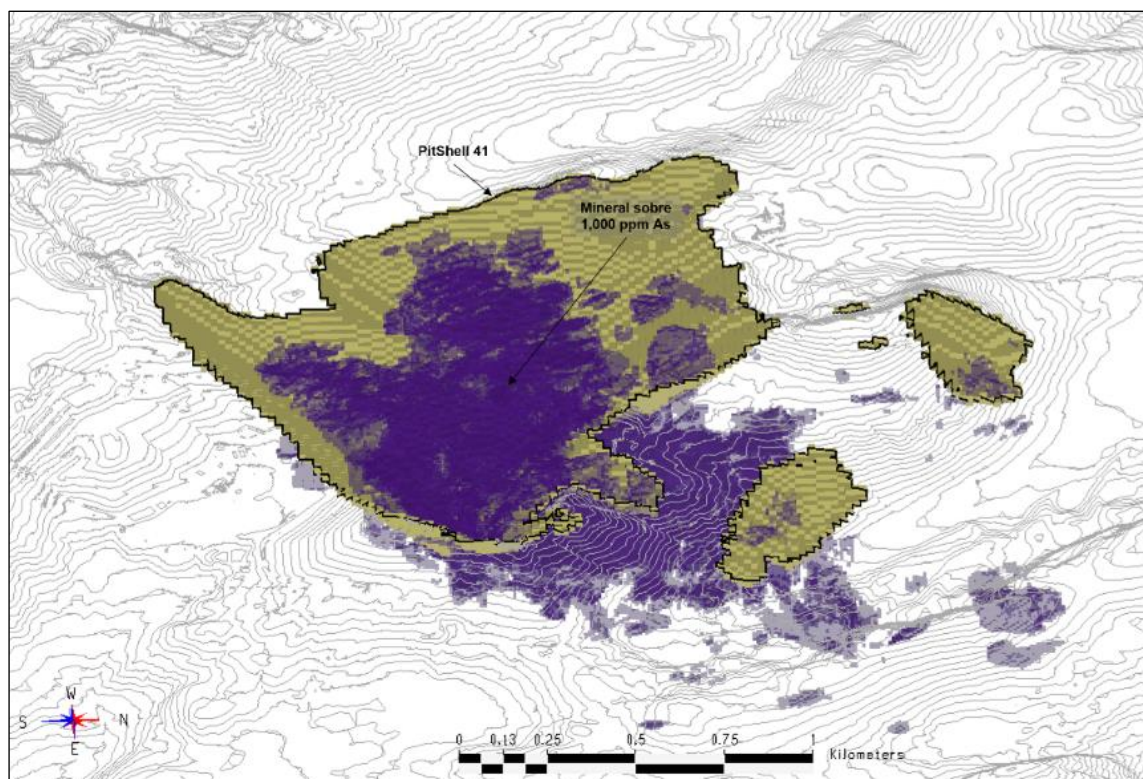 PitShell 41
Mineral sobre
1,000 ppm As
W
S N
E
0 0.13 0.25 0.5 0.75 1
Kilometers